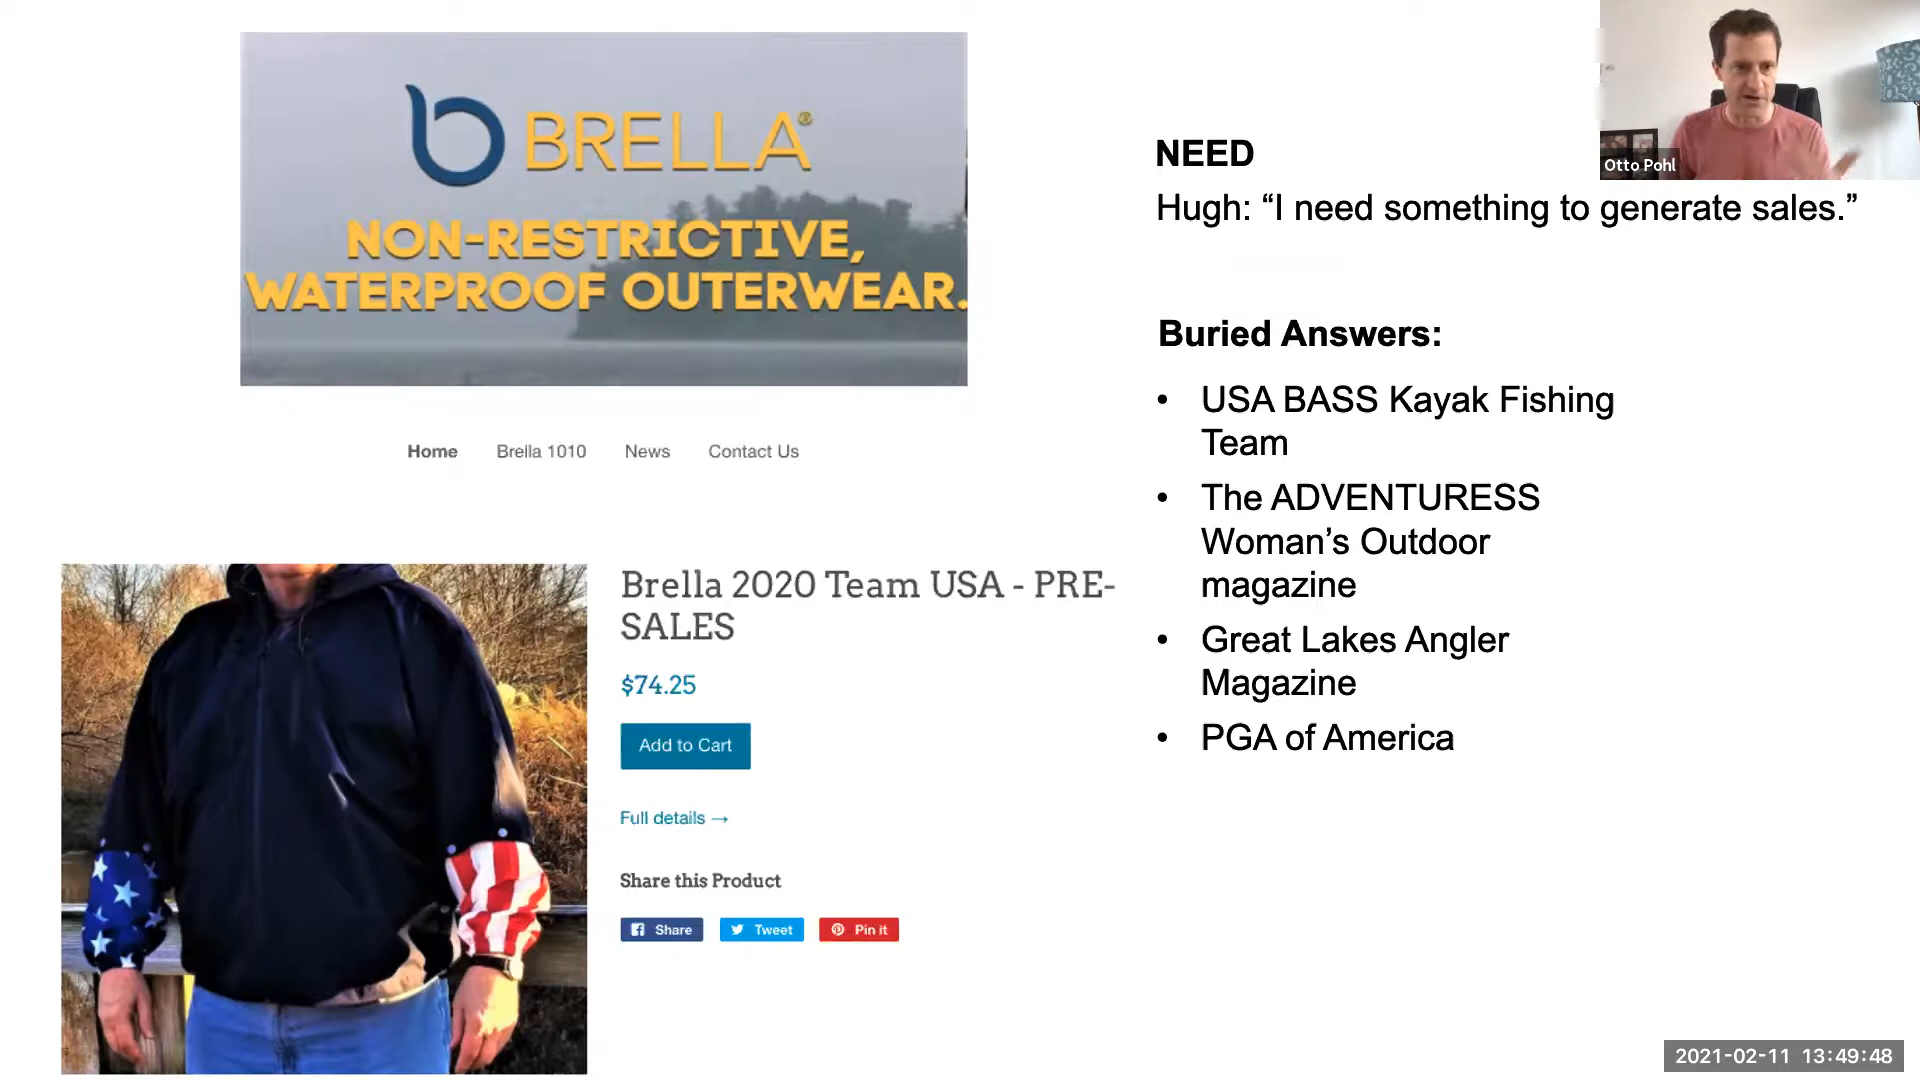 BRELLA®
NON-RESTRICTIVE,
WATERPROOF OUTERWEAR.
Home Brella 1010 News Contact Us
Brella 2020 Team USA - PRE-
SALES
$74.25
Add to Cart
Full details →
Share this Product
Share Tweet Pin it
NEED
Hugh: “I need something to generate sales.”
Buried Answers:
• USA BASS Kayak Fishing
Team
• The ADVENTURESS
Woman’s Outdoor
magazine
• Great Lakes Angler
Magazine
• PGA of America
Otto Pohl
2021-02-11 13:49:48